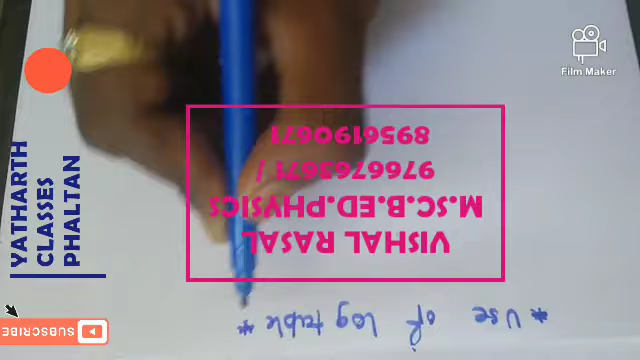 Film Maker
YATHARTH
CLASSES
PHALTAN
VISHAL RASAL
M.SC.B.ED.PHYSICS
9766763671 /
8956190671
* Use of log table *
SUBSCRIBE